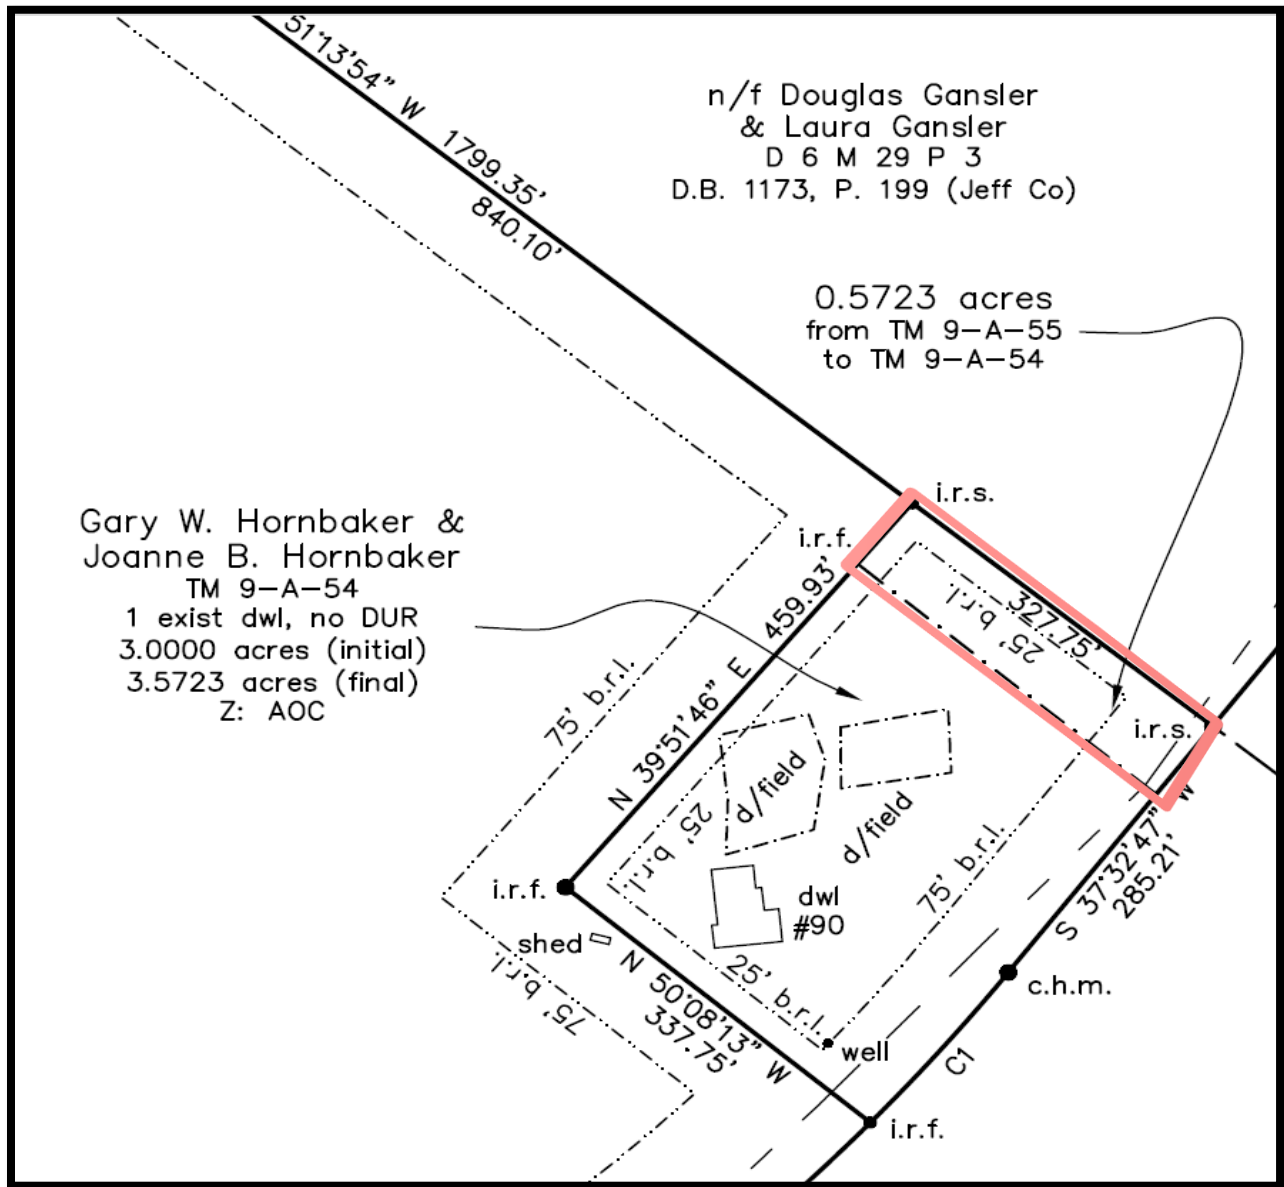 51°13'54" W 1799.35'
840.10'
n/f Douglas Gansler
& Laura Gansler
D 6 M 29 P 3
D.B. 1173, P. 199 (Jeff Co)
0.5723 acres
from TM 9-A-55
to TM 9-A-54
i.r.s.
i.r.f.
Gary W. Hornbaker &
Joanne B. Hornbaker
TM 9-A-54
1 exist dwl, no DUR
3.0000 acres (initial)
3.5723 acres (final)
Z: AOC
327.75'
25' b.r.l.
i.r.s.
N 39°51'46" E 459.93'
75' b.r.l.
25' b.r.l.
d/field
d/field
75' b.r.l.
S 37°32'47" W
285.21'
i.r.f.
dwl
#90
shed
75' b.r.l.
N 50°08'13" W
337.75'
25' b.r.l.
well
c.h.m.
C1
i.r.f.